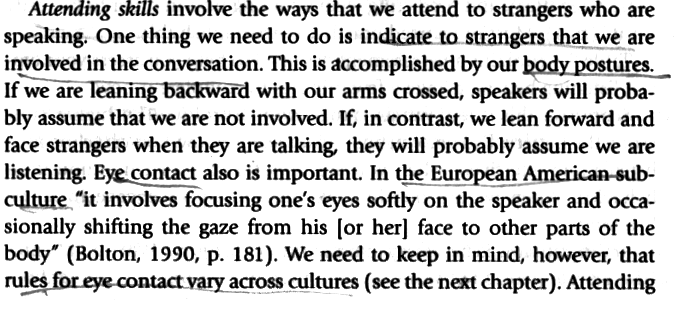 Attending skills involve the ways that we attend to strangers who are
speaking. One thing we need to do is indicate to strangers that we are
involved in the conversation. This is accomplished by our body postures.
If we are leaning backward with our arms crossed, speakers will proba-
bly assume that we are not involved. If, in contrast, we lean forward and
face strangers when they are talking, they will probably assume we are
listening. Eye contact also is important. In the European American sub-
culture "it involves focusing one's eyes softly on the speaker and occa-
sionally shifting the gaze from his [or her] face to other parts of the
body" (Bolton, 1990, p. 181). We need to keep in mind, however, that
rules for eye contact vary across cultures (see the next chapter). Attending